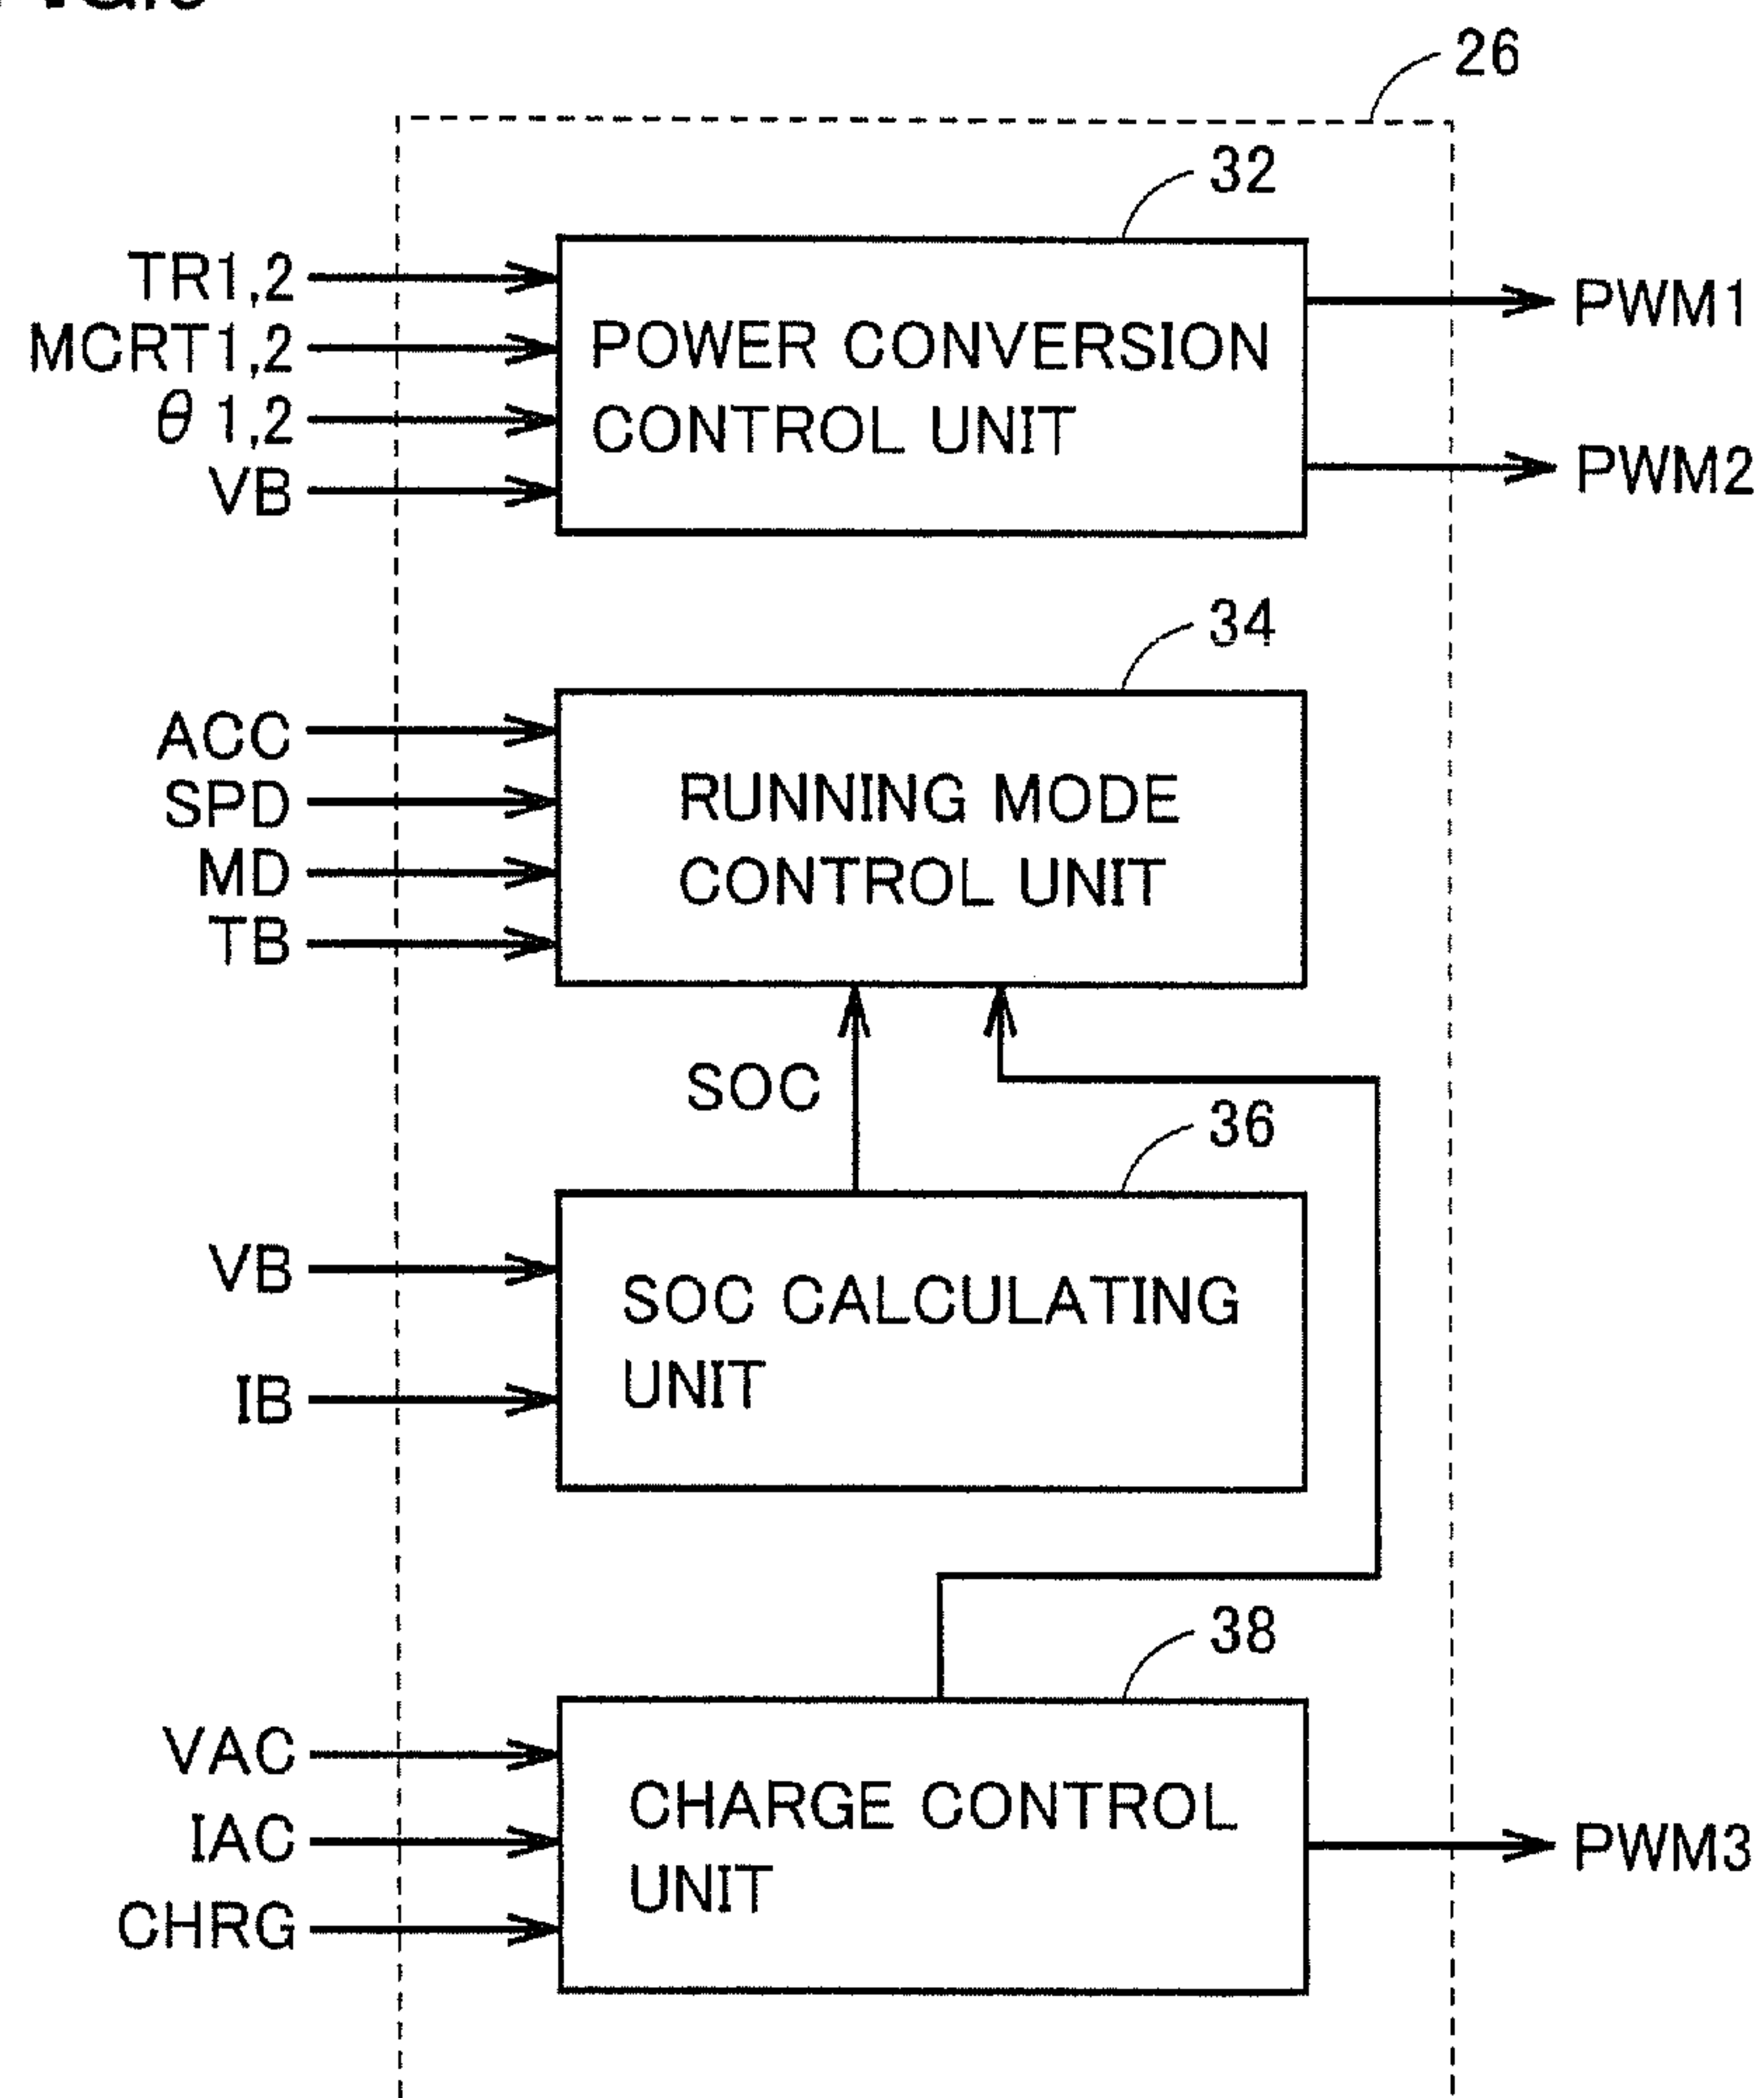 26
32
TR1,2
MCRT1,2
θ 1,2
VB
POWER CONVERSION
CONTROL UNIT
PWM1
PWM2
34
ACC
SPD
MD
TB
RUNNING MODE
CONTROL UNIT
SOC
36
VB
IB
SOC CALCULATING
UNIT
38
VAC
IAC
CHRG
CHARGE CONTROL
UNIT
PWM3